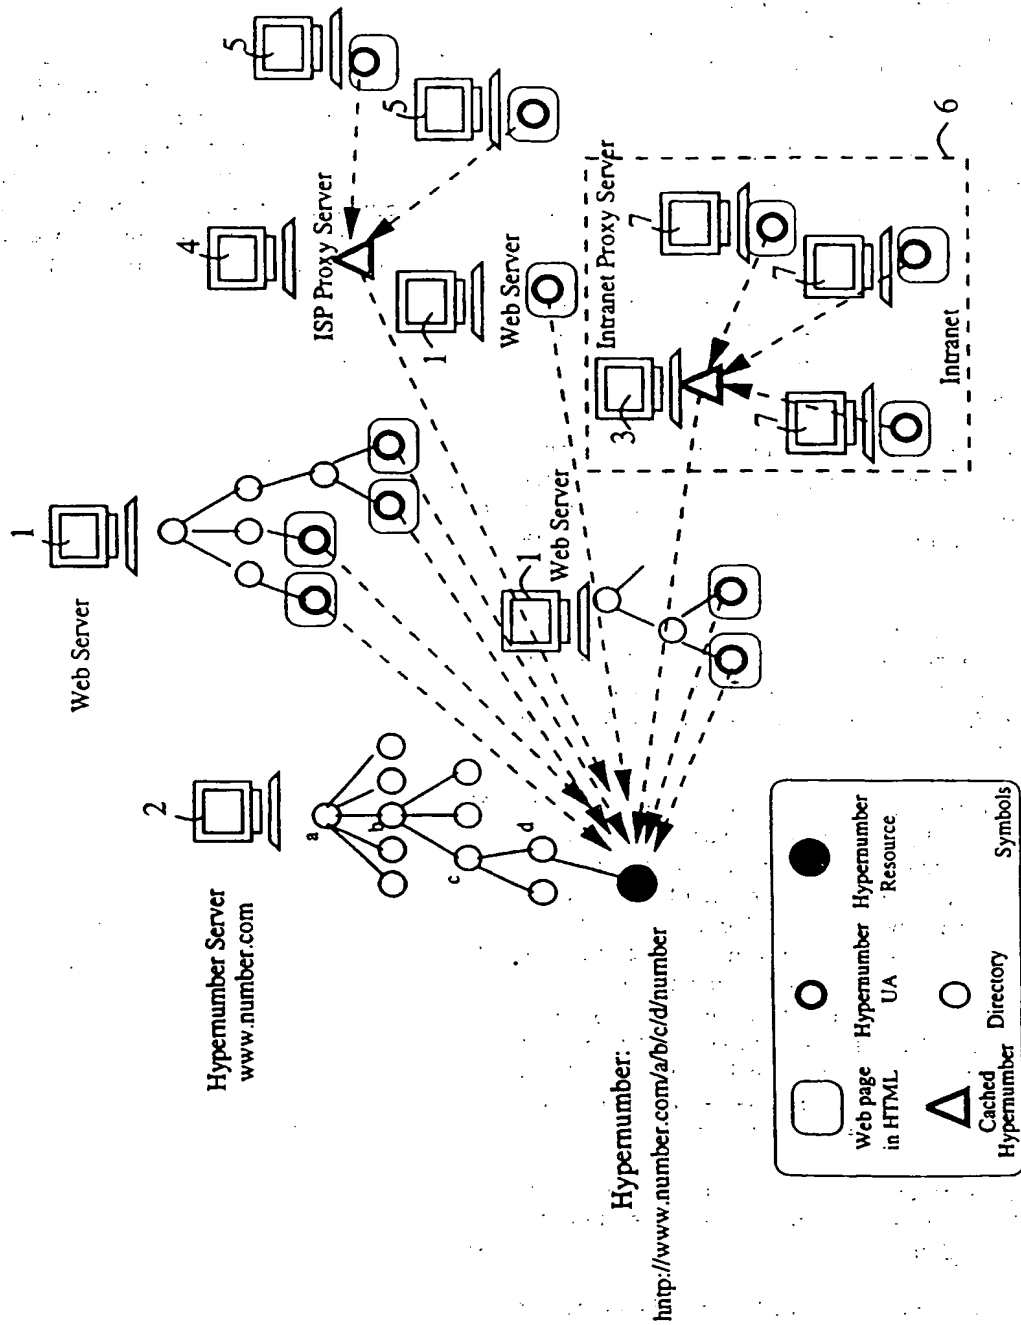 1
Web Server
2
Hypernumber Server
www.number.com
4
5
ISP Proxy Server
5
a
b
c
d
1
Web Server
1
Web Server
Intranet Proxy Server
3
7
7
7
Intranet
6
Hypernumber:
hntp://www.number.com/a/b/c/d/number
Web page
in HTML
Hypernumber
UA
Hypernumber
Resource
Cached
Hypernumber
Directory
Symbols